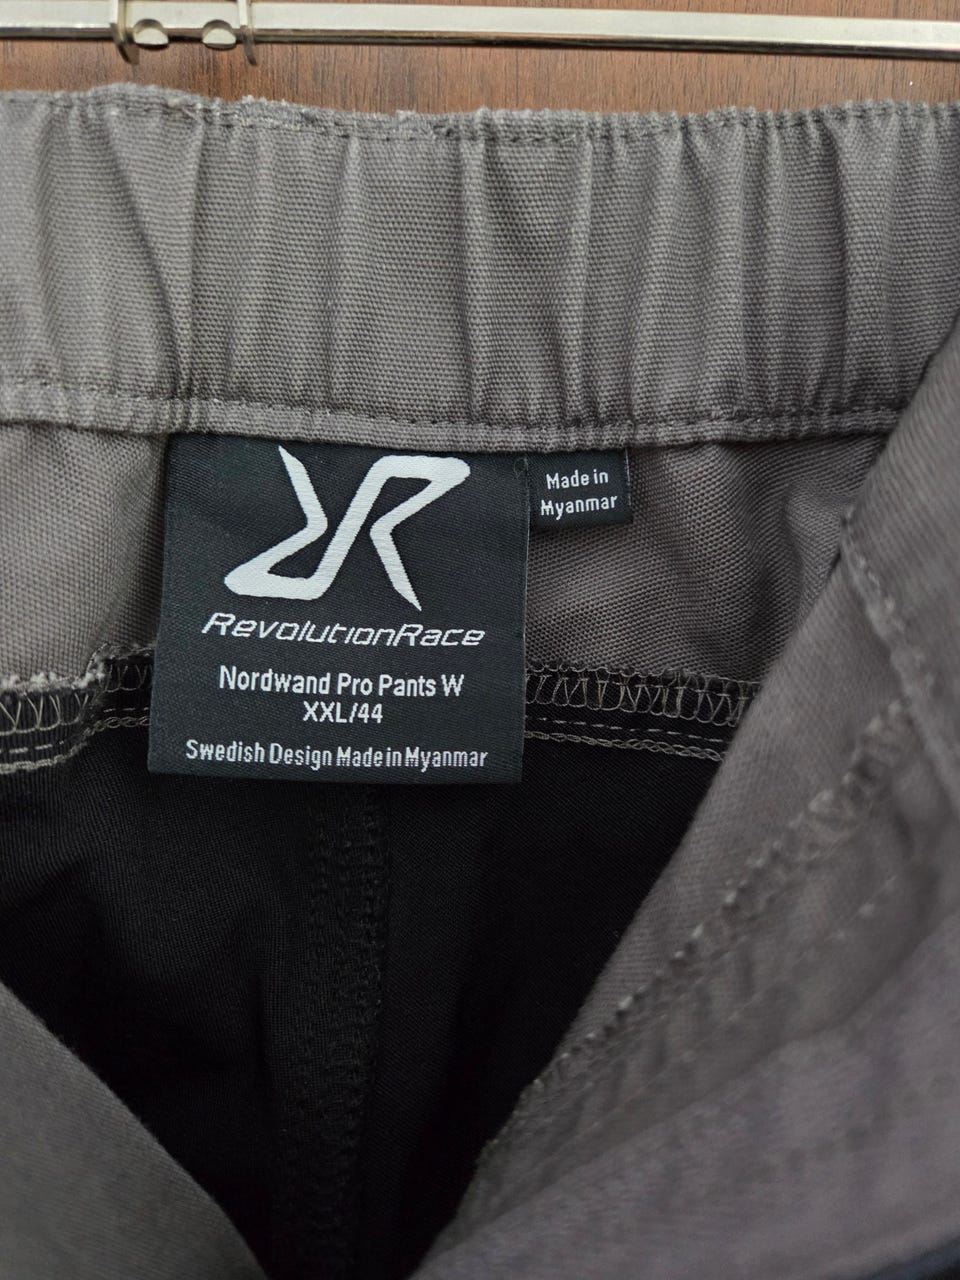 RevolutionRace
Nordwand Pro Pants W
XXL/44
Swedish Design Made in Myanmar
Made in
Myanmar